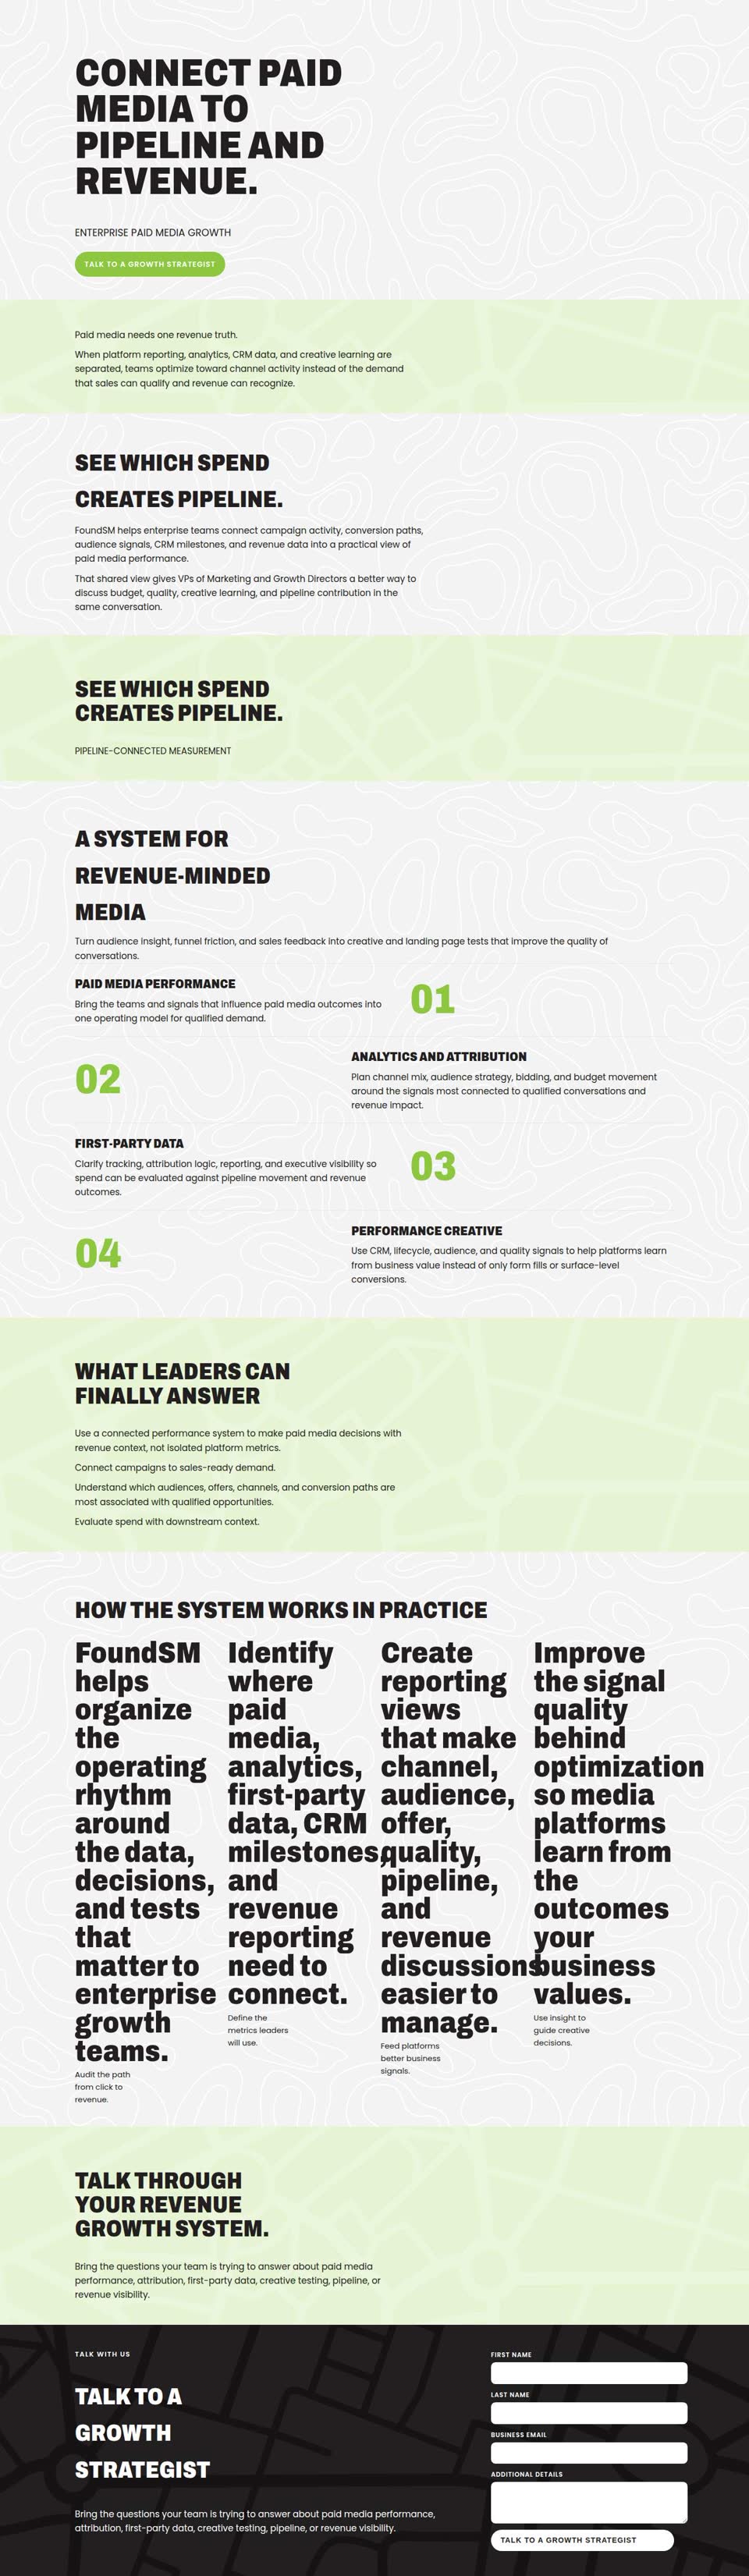 CONNECT PAID
MEDIA TO
PIPELINE AND
REVENUE.
ENTERPRISE PAID MEDIA GROWTH
TALK TO A GROWTH STRATEGIST
Paid media needs one revenue truth.
When platform reporting, analytics, CRM data, and creative learning are
separated, teams optimize toward channel activity instead of the demand
that sales can qualify and revenue can recognize.
SEE WHICH SPEND
CREATES PIPELINE.
FoundSM helps enterprise teams connect campaign activity, conversion paths,
audience signals, CRM milestones, and revenue data into a practical view of
paid media performance.
That shared view gives VPs of Marketing and Growth Directors a better way to
discuss budget, quality, creative learning, and pipeline contribution in the
same conversation.
SEE WHICH SPEND
CREATES PIPELINE.
PIPELINE-CONNECTED MEASUREMENT
A SYSTEM FOR
REVENUE-MINDED
MEDIA
Turn audience insight, funnel friction, and sales feedback into creative and landing page tests that improve the quality of
conversations.
PAID MEDIA PERFORMANCE
Bring the teams and signals that influence paid media outcomes into
one operating model for qualified demand.
01
02
ANALYTICS AND ATTRIBUTION
Plan channel mix, audience strategy, bidding, and budget movement
around the signals most connected to qualified conversations and
revenue impact.
FIRST-PARTY DATA
Clarify tracking, attribution logic, reporting, and executive visibility so
spend can be evaluated against pipeline movement and revenue
outcomes.
03
04
PERFORMANCE CREATIVE
Use CRM, lifecycle, audience, and quality signals to help platforms learn
from business value instead of only form fills or surface-level
conversions.
WHAT LEADERS CAN
FINALLY ANSWER
Use a connected performance system to make paid media decisions with
revenue context, not isolated platform metrics.
Connect campaigns to sales-ready demand.
Understand which audiences, offers, channels, and conversion paths are
most associated with qualified opportunities.
Evaluate spend with downstream context.
HOW THE SYSTEM WORKS IN PRACTICE
FoundSM
helps
organize
the
operating
rhythm
around
the data,
decisions,
and tests
that
matter to
enterprise
growth
teams.
Audit the path
from click to
revenue.
Identify
where
paid
media,
analytics,
first-party
data, CRM
milestones,
and
revenue
reporting
need to
connect.
Define the
metrics leaders
will use.
Create
reporting
views
that make
channel,
audience,
offer,
quality,
pipeline,
and
revenue
discussions
easier to
manage.
Feed platforms
better business
signals.
Improve
the signal
quality
behind
optimization
so media
platforms
learn from
the
outcomes
your
business
values.
Use insight to
guide creative
decisions.
TALK THROUGH
YOUR REVENUE
GROWTH SYSTEM.
Bring the questions your team is trying to answer about paid media
performance, attribution, first-party data, creative testing, pipeline, or
revenue visibility.
TALK WITH US
TALK TO A
GROWTH
STRATEGIST
Bring the questions your team is trying to answer about paid media performance,
attribution, first-party data, creative testing, pipeline, or revenue visibility.
FIRST NAME
LAST NAME
BUSINESS EMAIL
ADDITIONAL DETAILS
TALK TO A GROWTH STRATEGIST